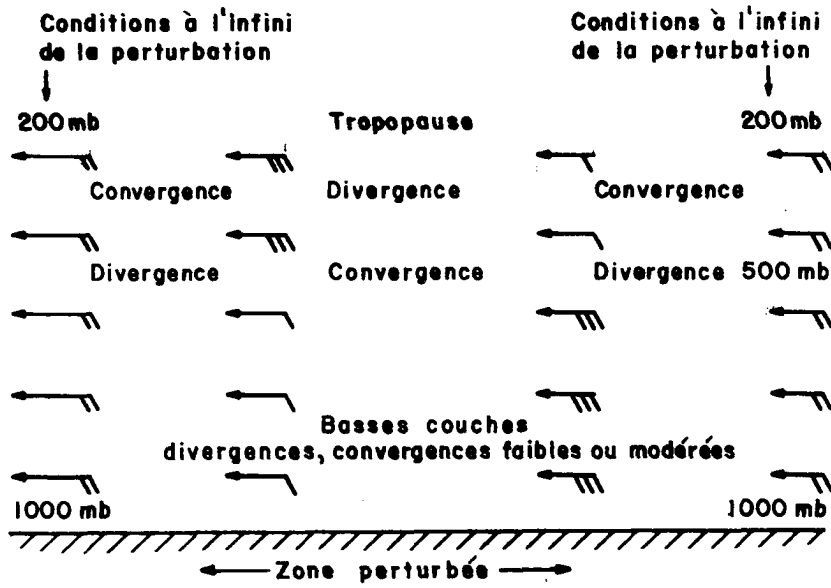 Conditions à l'infini
de la perturbation
Conditions à l'infini
de la perturbation
200 mb
Tropopause
200 mb
Convergence
Divergence
Convergence
Divergence
Convergence
Divergence
500 mb
Basses couches
divergences, convergences faibles ou modérées
1000 mb
1000 mb
Zone perturbée